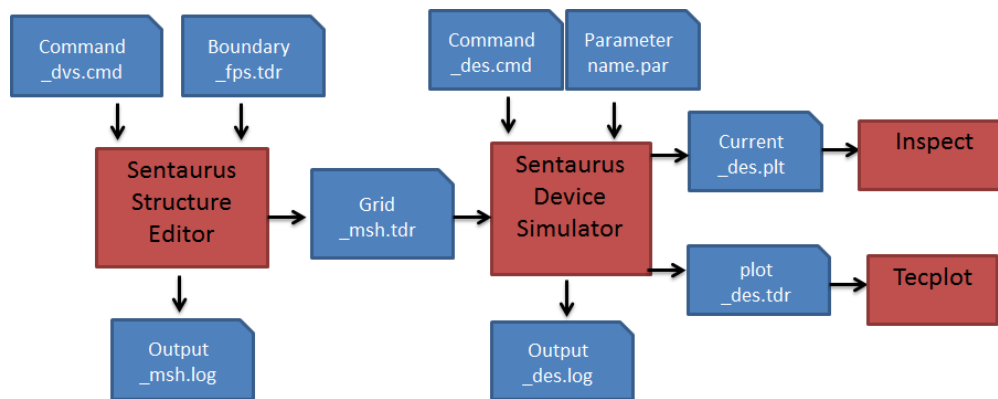 Command
_dvs.cmd
Boundary
_fps.tdr
Command
_des.cmd
Parameter
name.par
Sentaurus
Structure
Editor
Grid
_msh.tdr
Sentaurus
Device
Simulator
Current
_des.plt
Inspect
plot
_des.tdr
Tecplot
Output
_msh.log
Output
_des.log